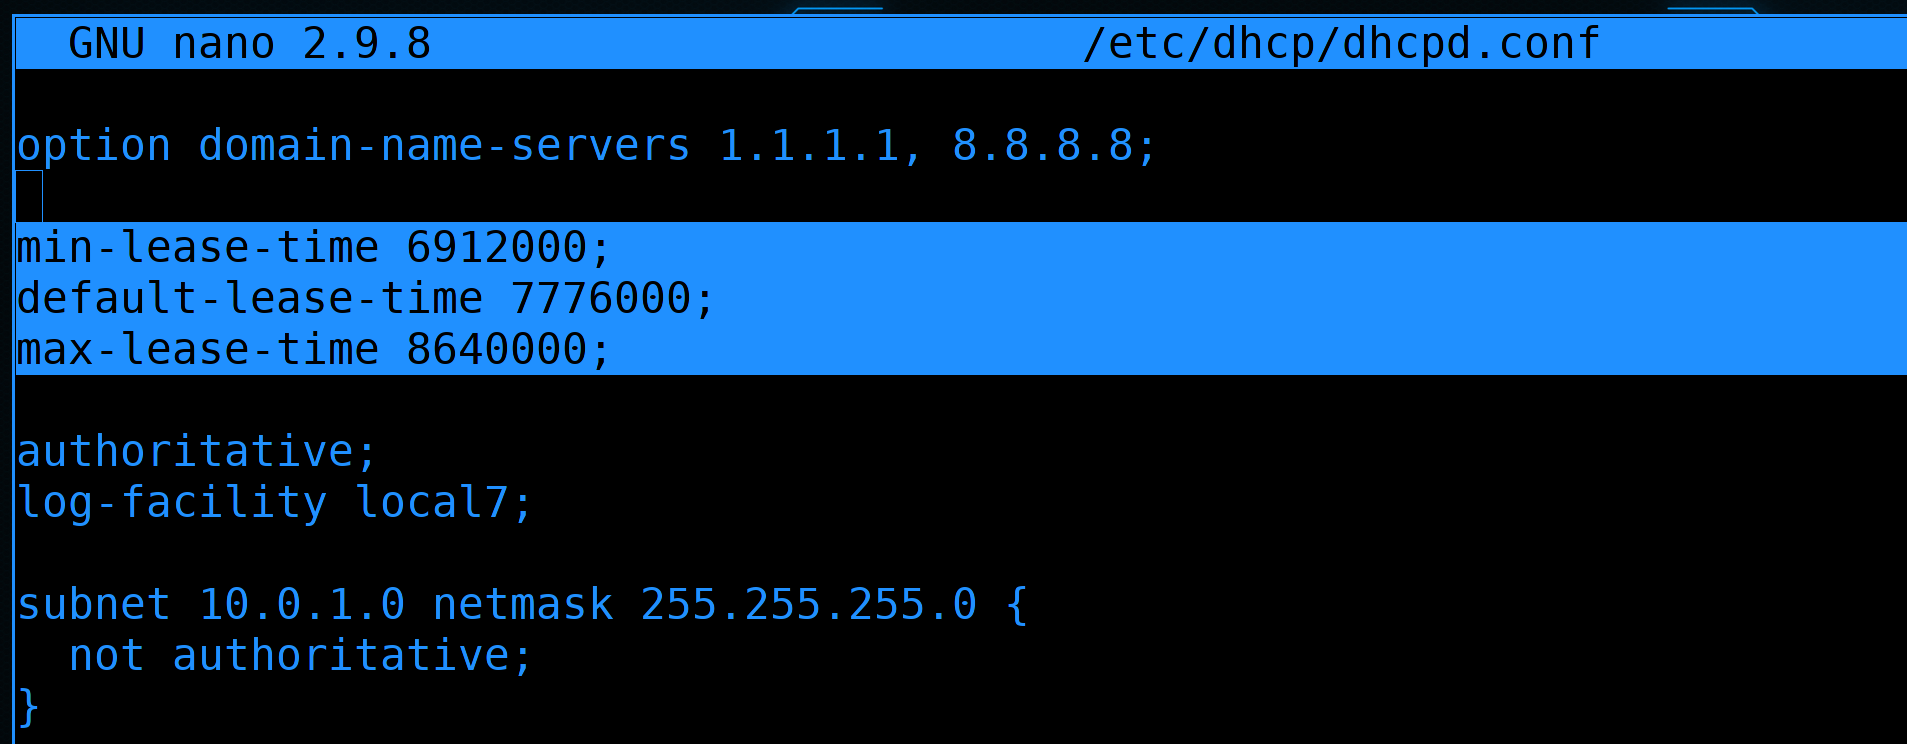 GNU nano 2.9.8 /etc/dhcp/dhcpd.conf
option domain-name-servers 1.1.1.1, 8.8.8.8;
min-lease-time 6912000;
default-lease-time 7776000;
max-lease-time 8640000;
authoritative;
log-facility local7;
subnet 10.0.1.0 netmask 255.255.255.0 {
  not authoritative;
}